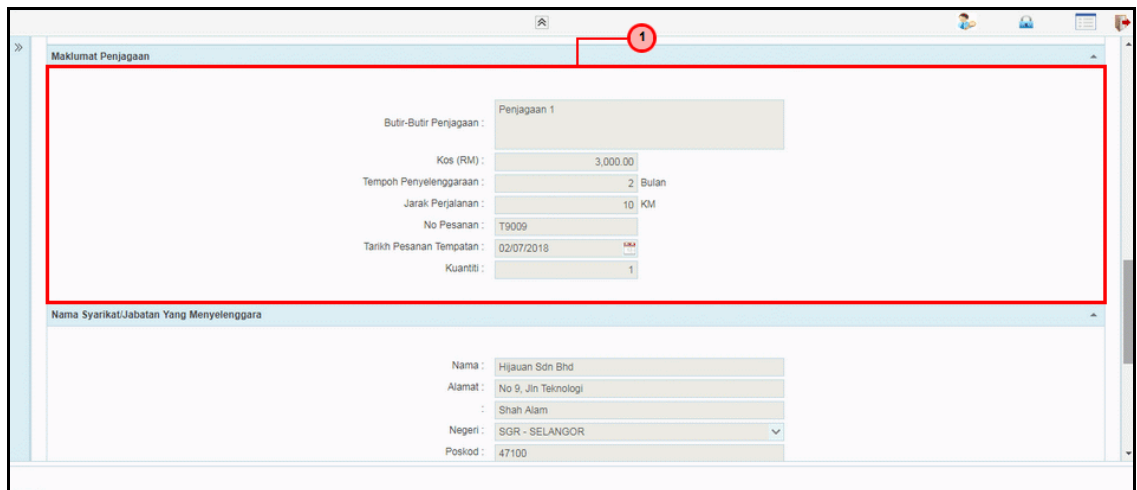 1
Maklumat Penjagaan
Butir-Butir Penjagaan : Penjagaan 1
Kos (RM) : 3,000.00
Tempoh Penyelenggaraan : 2 Bulan
Jarak Perjalanan : 10 KM
No Pesanan : T9009
Tarikh Pesanan Tempatan : 02/07/2018
Kuantiti : 1
Nama Syarikat/Jabatan Yang Menyelenggara
Nama : Hijauan Sdn Bhd
Alamat : No 9, Jln Teknologi
: Shah Alam
Negeri : SGR - SELANGOR
Poskod : 47100